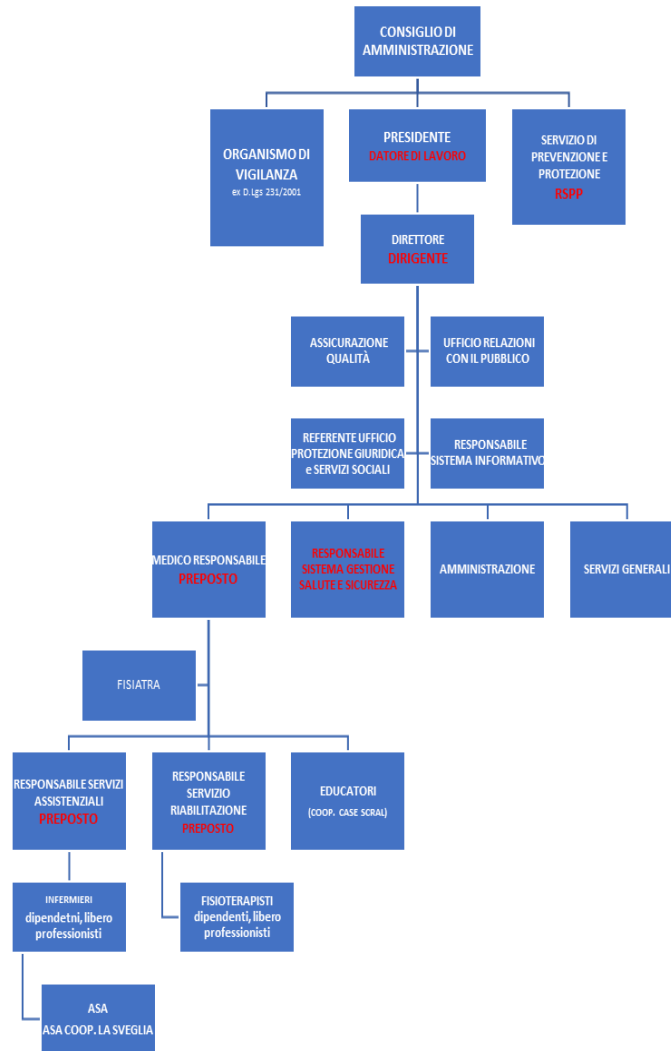 CONSIGLIO DI
AMMINISTRAZIONE
ORGANISMO DI
VIGILANZA
ex D.Lgs 231/2001
PRESIDENTE
DATORE DI LAVORO
SERVIZIO DI
PREVENZIONE E
PROTEZIONE
RSPP
DIRETTORE
DIRIGENTE
ASSICURAZIONE
QUALITÀ
UFFICIO RELAZIONI
CON IL PUBBLICO
REFERENTE UFFICIO
PROTEZIONE GIURIDICA
e SERVIZI SOCIALI
RESPONSABILE
SISTEMA INFORMATIVO
MEDICO RESPONSABILE
PREPOSTO
RESPONSABILE
SISTEMA GESTIONE
SALUTE E SICUREZZA
AMMINISTRAZIONE
SERVIZI GENERALI
FISIATRA
RESPONSABILE SERVIZI
ASSISTENZIALI
PREPOSTO
RESPONSABILE
SERVIZIO
RIABILITAZIONE
PREPOSTO
EDUCATORI
(COOP. CASE SCRAL)
INFERMIERI
dipendetni, libero
professionisti
FISIOTERAPISTI
dipendenti, libero
professionisti
ASA
ASA COOP. LA SVEGLIA